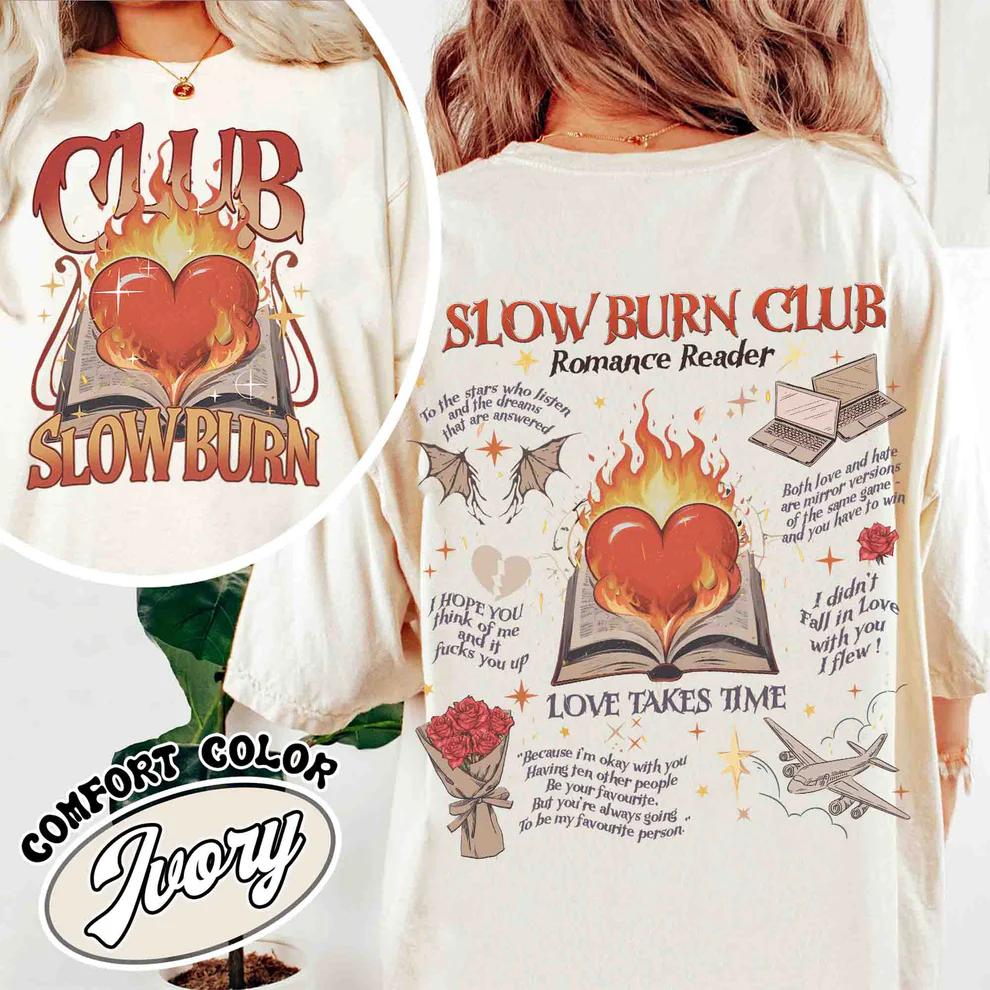 CLUB
SLOW BURN
COMFORT COLOR
Ivory
SLOW BURN CLUB
Romance Reader
To the stars who listen
and the dreams
that are answered
Both love and hate
are mirror versions
of the same game -
and you have to win
I HOPE YOU
think of me
and it
fucks you up
I didn't
Fall in Love
with you
I flew !
LOVE TAKES TIME
"Because i'm okay with you
Having ten other people
Be your favourite.
But you're always going
To be my favourite person."